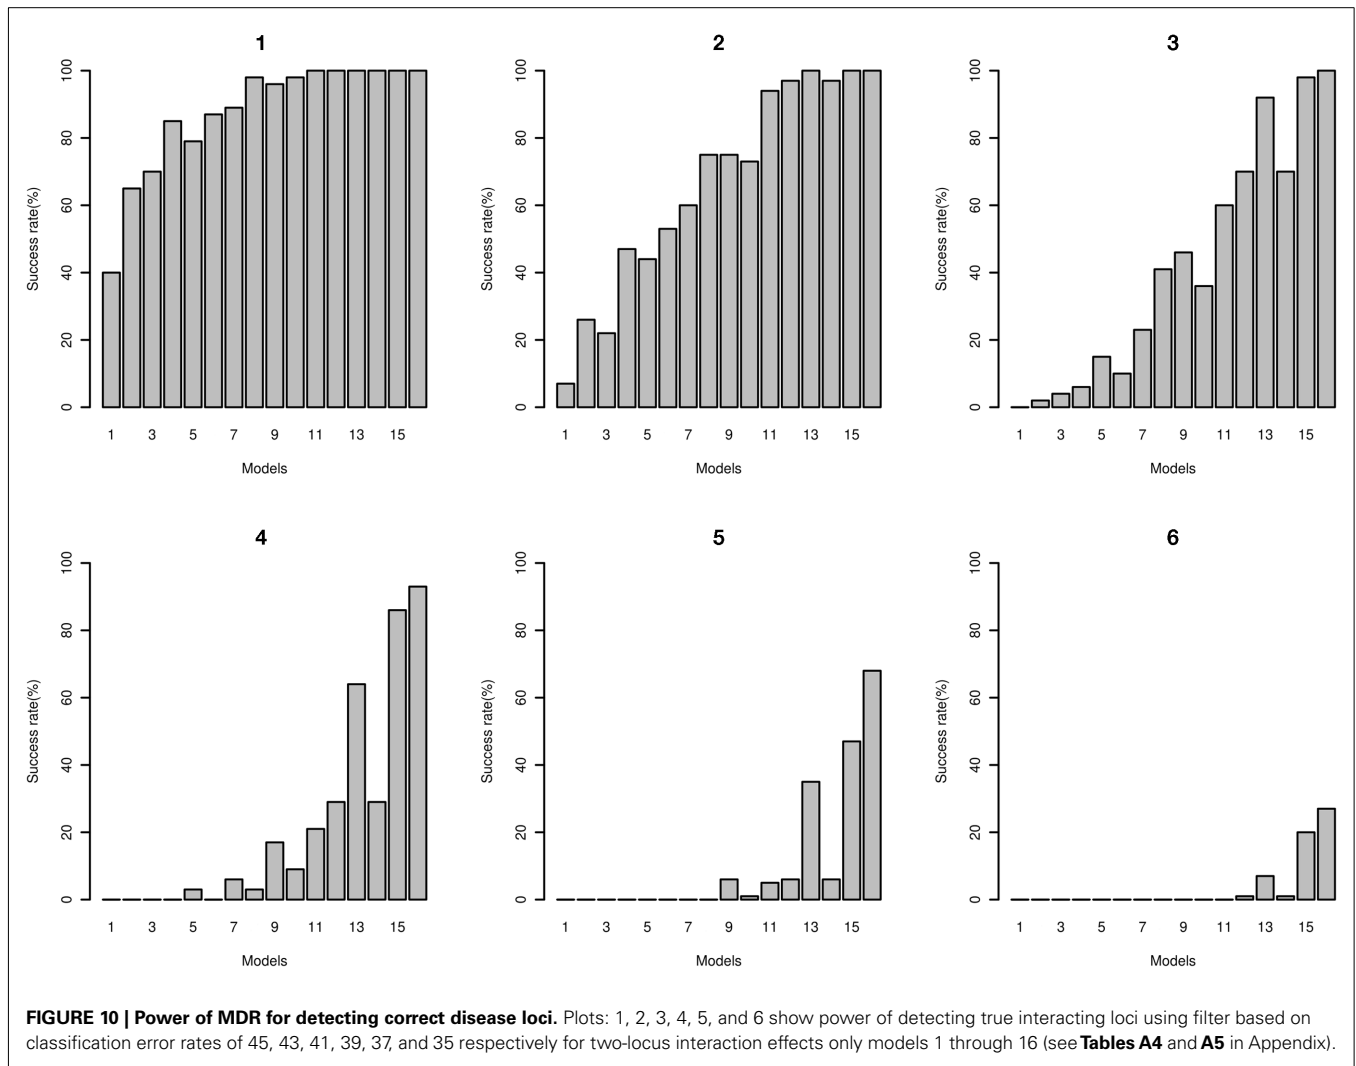 1
2
3
100
80
60
40
20
0
Success rate(%)
1 3 5 7 9 11 13 15
Models
100
80
60
40
20
0
Success rate(%)
1 3 5 7 9 11 13 15
Models
100
80
60
40
20
0
Success rate(%)
1 3 5 7 9 11 13 15
Models
4
5
6
100
80
60
40
20
0
Success rate(%)
1 3 5 7 9 11 13 15
Models
100
80
60
40
20
0
Success rate(%)
1 3 5 7 9 11 13 15
Models
100
80
60
40
20
0
Success rate(%)
1 3 5 7 9 11 13 15
Models
FIGURE 10 | Power of MDR for detecting correct disease loci. Plots: 1, 2, 3, 4, 5, and 6 show power of detecting true interacting loci using filter based on
classification error rates of 45, 43, 41, 39, 37, and 35 respectively for two-locus interaction effects only models 1 through 16 (see Tables A4 and A5 in Appendix).